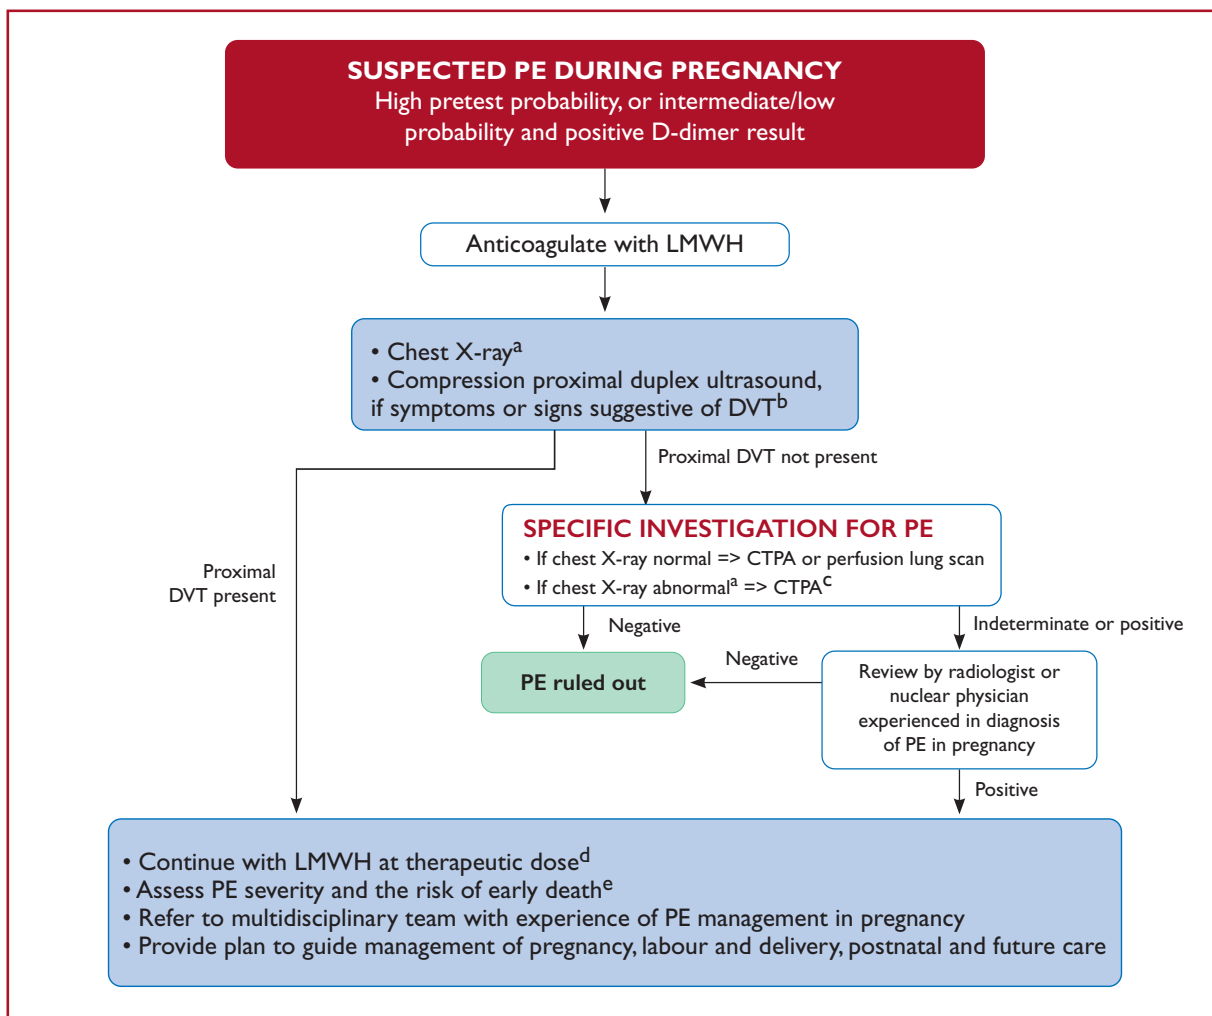 SUSPECTED PE DURING PREGNANCY
High pretest probability, or intermediate/low
probability and positive D-dimer result
Anticoagulate with LMWH
• Chest X-rayᵃ
• Compression proximal duplex ultrasound,
if symptoms or signs suggestive of DVTᵇ
Proximal DVT not present
Proximal
DVT present
SPECIFIC INVESTIGATION FOR PE
• If chest X-ray normal => CTPA or perfusion lung scan
• If chest X-ray abnormalᵃ => CTPAᶜ
Negative
Indeterminate or positive
PE ruled out
Negative
Review by radiologist or
nuclear physician
experienced in diagnosis
of PE in pregnancy
Positive
• Continue with LMWH at therapeutic doseᵈ
• Assess PE severity and the risk of early deathᵉ
• Refer to multidisciplinary team with experience of PE management in pregnancy
• Provide plan to guide management of pregnancy, labour and delivery, postnatal and future care